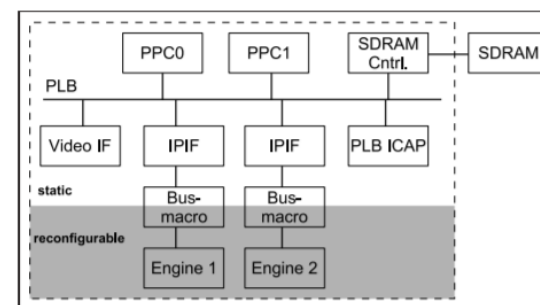 PPC0
PPC1
SDRAM
Cntrl.
SDRAM
PLB
Video IF
IPIF
IPIF
PLB ICAP
static
Bus-
macro
Bus-
macro
reconfigurable
Engine 1
Engine 2